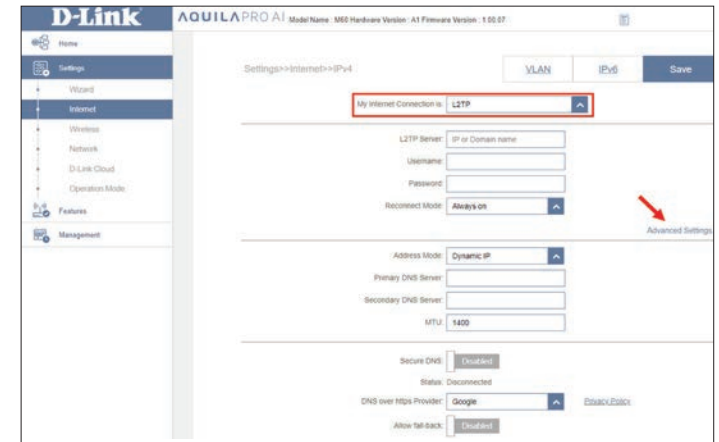 D-Link
AQUILA PRO AI Model Name : M60 Hardware Version : A1 Firmware Version : 1.00.07
Home
Settings
Wizard
Internet
Wireless
Network
D-Link Cloud
Operation Mode
Features
Management
Settings>>Internet>>IPv4
VLAN
IPv6
Save
My Internet Connection is: L2TP
L2TP Server: IP or Domain name
Username:
Password:
Reconnect Mode: Always on
Advanced Settings
Address Mode: Dynamic IP
Primary DNS Server:
Secondary DNS Server:
MTU: 1400
Secure DNS: Disabled
Status: Disconnected
DNS over https Provider: Google Privacy Policy
Allow fall-back: Disabled